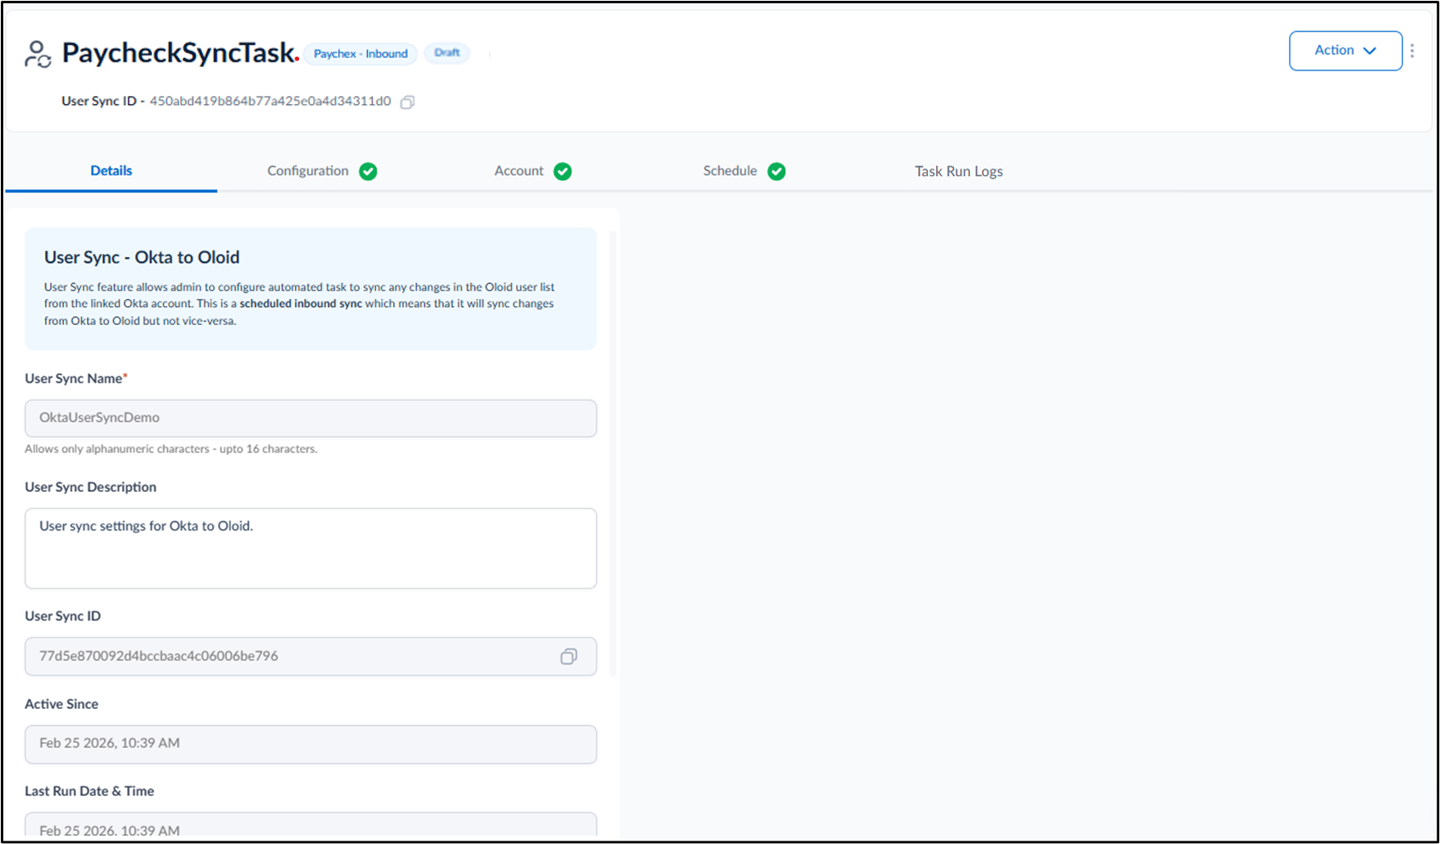 PaycheckSyncTask.
Paychex - Inbound
Draft
Action
User Sync ID - 450abd419b864b77a425e0a4d34311d0
Details
Configuration
Account
Schedule
Task Run Logs
User Sync - Okta to Oloid
User Sync feature allows admin to configure automated task to sync any changes in the Oloid user list
from the linked Okta account. This is a scheduled inbound sync which means that it will sync changes
from Okta to Oloid but not vice-versa.
User Sync Name*
OktaUserSyncDemo
Allows only alphanumeric characters - upto 16 characters.
User Sync Description
User sync settings for Okta to Oloid.
User Sync ID
77d5e870092d4bccbaac4c06006be796
Active Since
Feb 25 2026, 10:39 AM
Last Run Date & Time
Feb 25 2026, 10:39 AM